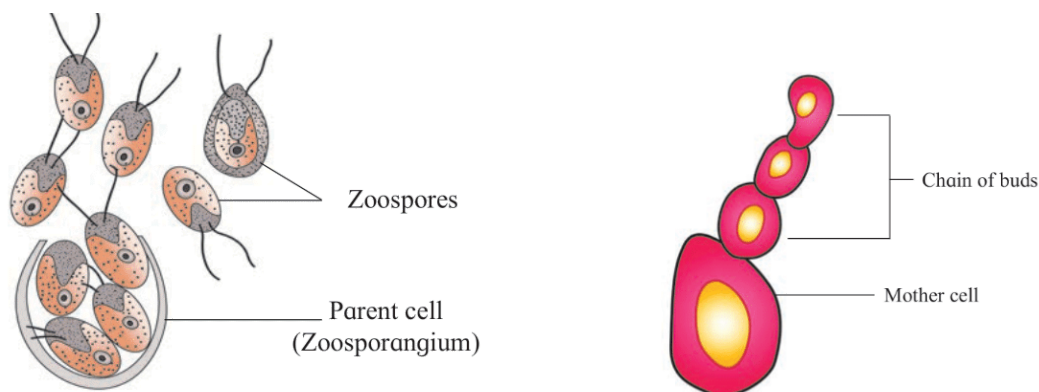 Zoospores
Parent cell
(Zoosporangium)
Chain of buds
Mother cell